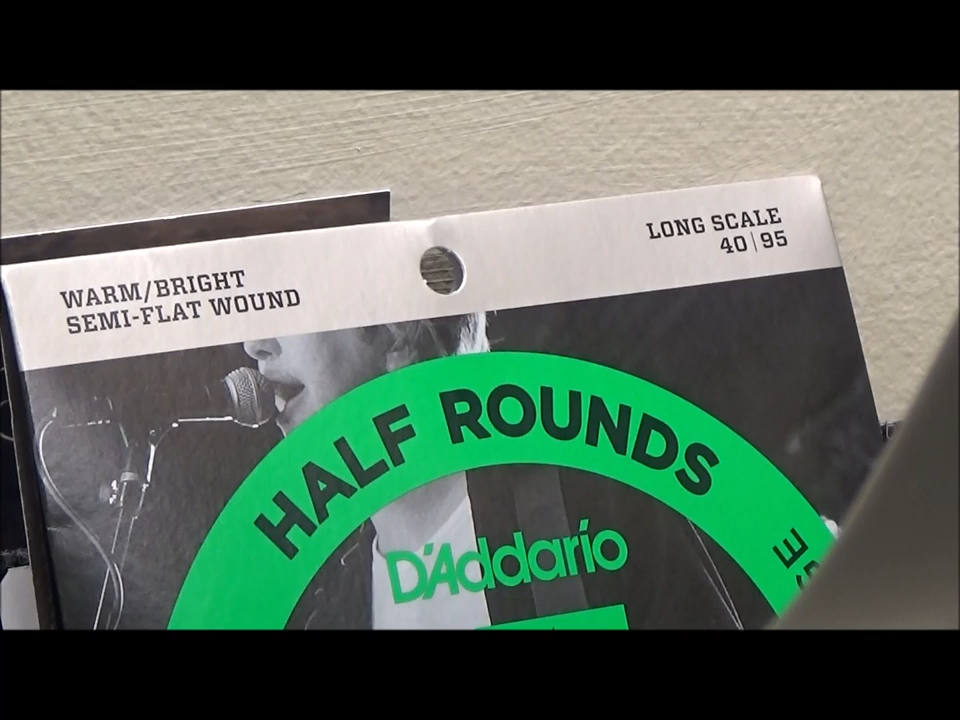 WARM/BRIGHT
SEMI-FLAT WOUND
LONG SCALE
40|95
HALF ROUNDS
D'Addario